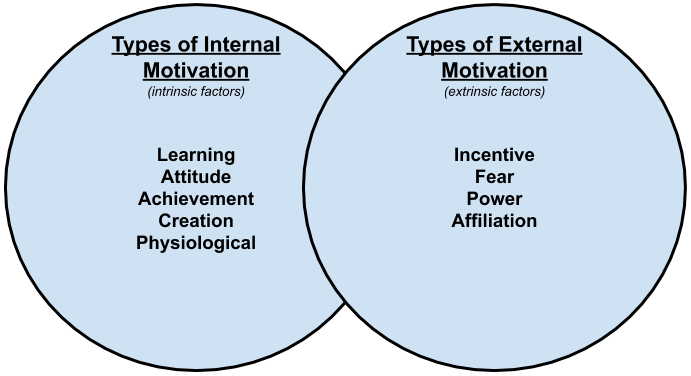 Types of Internal
Motivation
(intrinsic factors)
Learning
Attitude
Achievement
Creation
Physiological
Types of External
Motivation
(extrinsic factors)
Incentive
Fear
Power
Affiliation